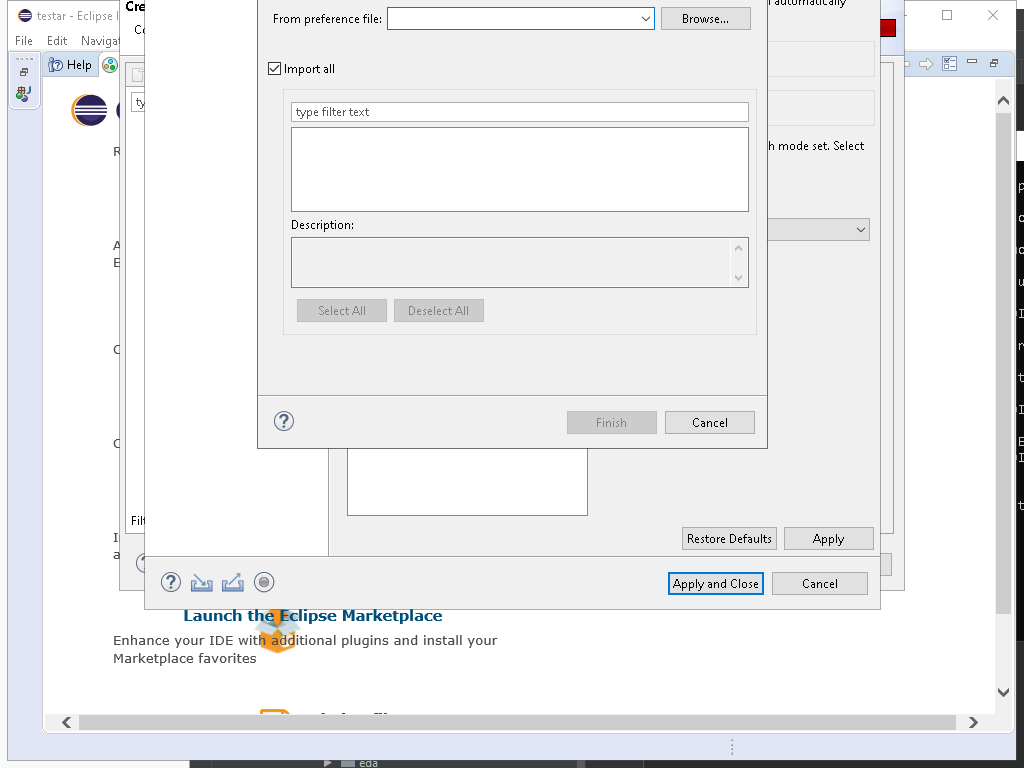 testar - Eclipse I
Cre
File Edit Navigat
Co
From preference file:
Browse...
automatically
Help
Import all
type filter text
ty
h mode set. Select
R
Description:
A
E
Select All Deselect All
C
Finish Cancel
C
Filt
I
a
Restore Defaults Apply
Apply and Close Cancel
Launch the Eclipse Marketplace
Enhance your IDE with additional plugins and install your
Marketplace favorites
eda